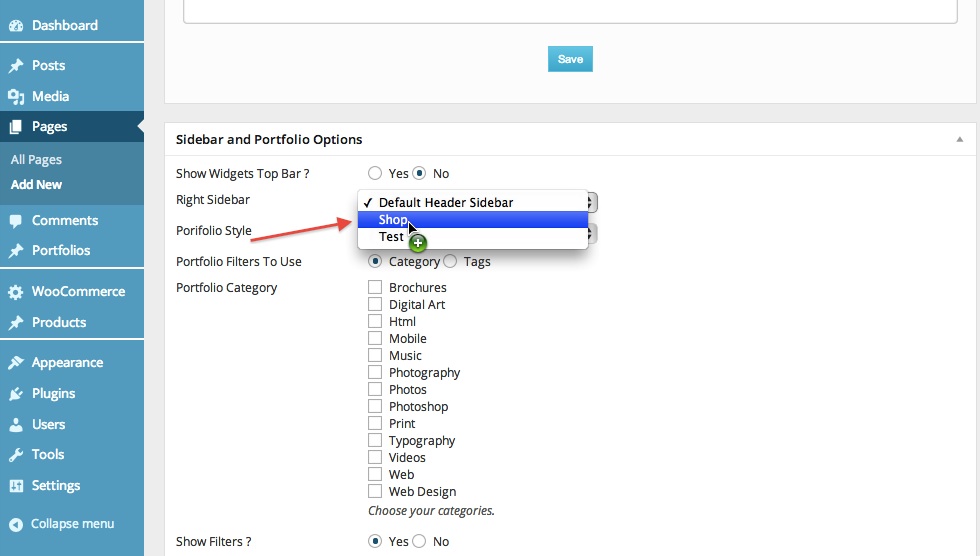 Dashboard
Posts
Media
Pages
All Pages
Add New
Comments
Portfolios
WooCommerce
Products
Appearance
Plugins
Users
Tools
Settings
Collapse menu
Save
Sidebar and Portfolio Options
Show Widgets Top Bar ? Yes No
Right Sidebar ✓ Default Header Sidebar
Shop
Porifolio Style
Test
Portfolio Filters To Use Category Tags
Portfolio Category Brochures
Digital Art
Html
Mobile
Music
Photography
Photos
Photoshop
Print
Typography
Videos
Web
Web Design
Choose your categories.
Show Filters ? Yes No